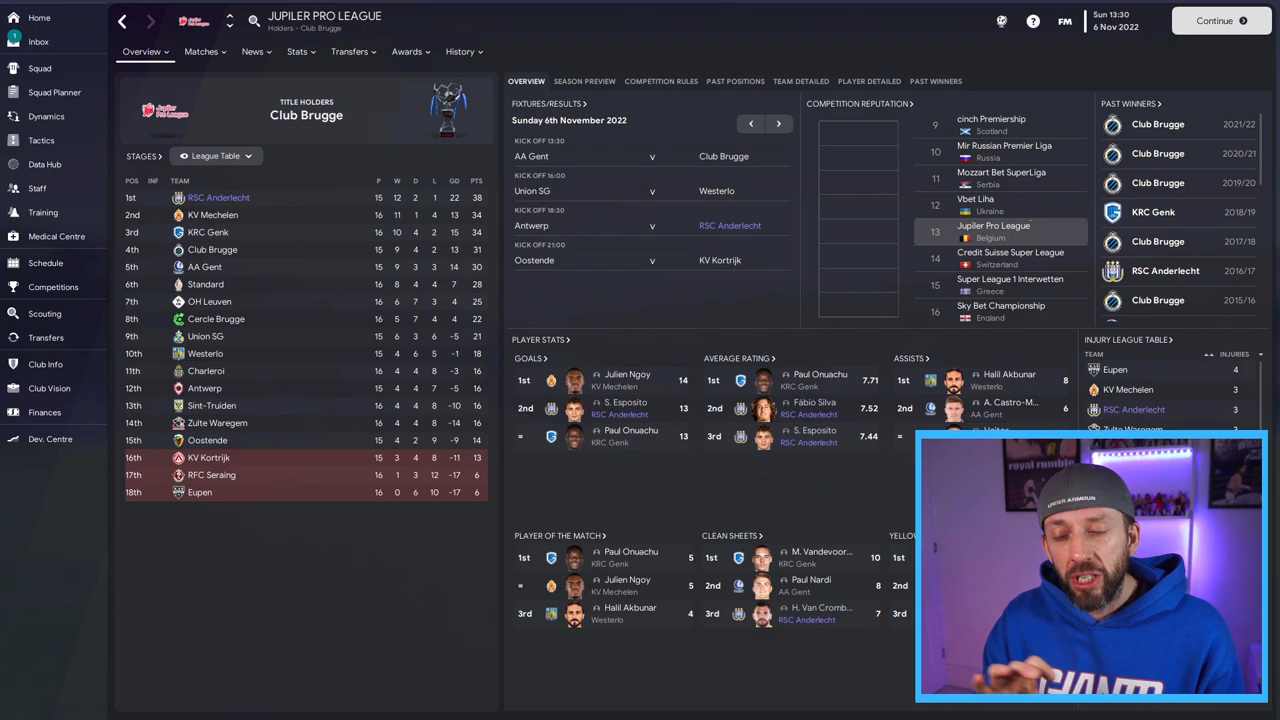 Home
1
Inbox
Squad
Squad Planner
Dynamics
Tactics
Data Hub
Staff
Training
Medical Centre
Schedule
Competitions
Scouting
Transfers
Club Info
Club Vision
Finances
Dev. Centre
JUPILER PRO LEAGUE
Holders - Club Brugge
? FM Sun 13:30
6 Nov 2022
Continue
Overview Matches News Stats Transfers Awards History
Jupiler
Pro League
TITLE HOLDERS
Club Brugge
STAGES League Table
POS INF TEAM P W D L GD PTS
1st RSC Anderlecht 15 12 2 1 22 38
2nd KV Mechelen 16 11 1 4 13 34
3rd KRC Genk 16 10 4 2 15 34
4th Club Brugge 15 9 4 2 13 31
5th AA Gent 15 9 3 3 14 30
6th Standard 16 8 4 4 7 28
7th OH Leuven 16 6 7 3 4 25
8th Cercle Brugge 16 5 7 4 4 22
9th Union SG 15 6 3 6 -5 21
10th Westerlo 15 4 6 5 -1 18
11th Charleroi 16 4 4 8 -3 16
12th Antwerp 15 4 4 7 -5 16
13th Sint-Truiden 16 4 4 8 -10 16
14th Zulte Waregem 16 4 4 8 -14 16
15th Oostende 15 4 2 9 -9 14
16th KV Kortrijk 15 3 4 8 -11 13
17th RFC Seraing 16 1 3 12 -17 6
18th Eupen 16 0 6 10 -17 6
OVERVIEW SEASON PREVIEW COMPETITION RULES PAST POSITIONS TEAM DETAILED PLAYER DETAILED PAST WINNERS
FIXTURES/RESULTS
Sunday 6th November 2022
KICK OFF 13:30
AA Gent v Club Brugge
KICK OFF 16:00
Union SG v Westerlo
KICK OFF 18:30
Antwerp v RSC Anderlecht
KICK OFF 21:00
Oostende v KV Kortrijk
COMPETITION REPUTATION
9 cinch Premiership
Scotland
10 Mir Russian Premier Liga
Russia
11 Mozzart Bet SuperLiga
Serbia
12 Vbet Liha
Ukraine
13 Jupiler Pro League
Belgium
14 Credit Suisse Super League
Switzerland
15 Super League 1 Interwetten
Greece
16 Sky Bet Championship
England
PAST WINNERS
Club Brugge 2021/22
Club Brugge 2020/21
Club Brugge 2019/20
KRC Genk 2018/19
Club Brugge 2017/18
RSC Anderlecht 2016/17
Club Brugge 2015/16
PLAYER STATS
GOALS
1st Julien Ngoy 14
KV Mechelen
2nd S. Esposito 13
RSC Anderlecht
= Paul Onuachu 13
KRC Genk
AVERAGE RATING
1st Paul Onuachu 7.71
KRC Genk
2nd Fábio Silva 7.52
RSC Anderlecht
3rd S. Esposito 7.44
RSC Anderlecht
ASSISTS
1st Halil Akbunar 8
Westerlo
2nd A. Castro-M... 6
AA Gent
=
INJURY LEAGUE TABLE
TEAM INJURIES
Eupen 4
KV Mechelen 3
RSC Anderlecht 3
Zulte Waregem
PLAYER OF THE MATCH
1st Paul Onuachu 5
KRC Genk
= Julien Ngoy 5
KV Mechelen
3rd Halil Akbunar 4
Westerlo
CLEAN SHEETS
1st M. Vandevoor... 10
KRC Genk
2nd Paul Nardi 8
AA Gent
3rd H. Van Cromb... 7
RSC Anderlecht
1st
2nd
3rd
royal rumble
UNDER ARMOUR
GIANTS